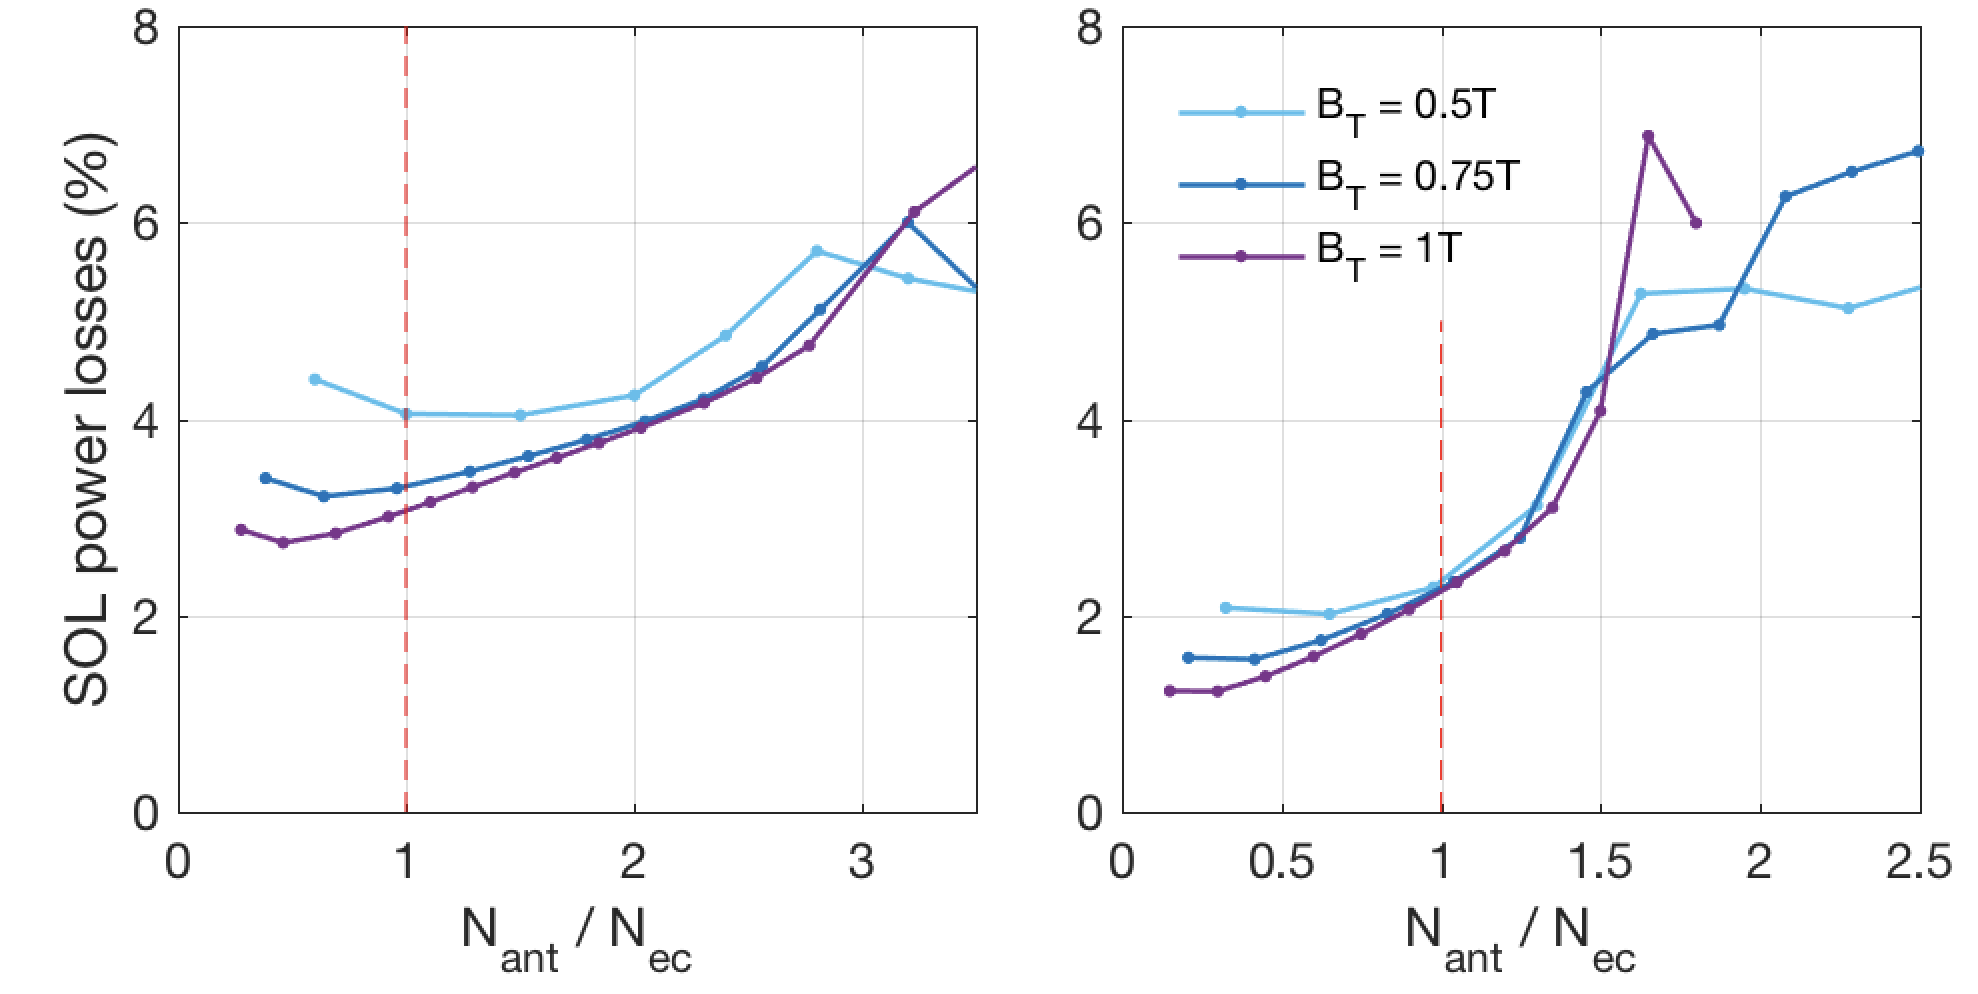 SOL power losses (%)
8
6
4
2
0
0 1 2 3
N_ant / N_ec
8
6
4
2
0
B_T = 0.5T
B_T = 0.75T
B_T = 1T
0 0.5 1 1.5 2 2.5
N_ant / N_ec